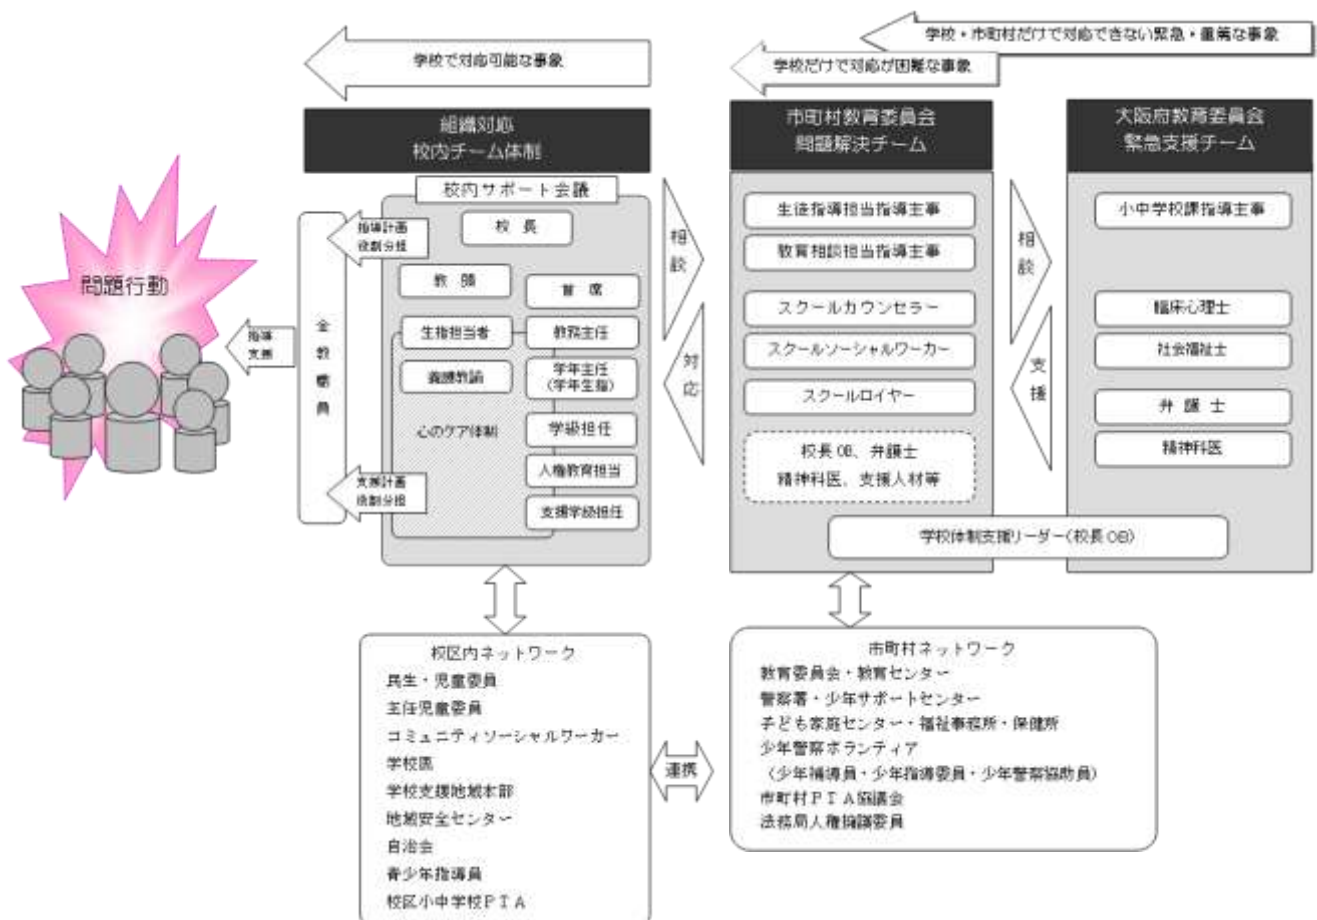 学校・市町村だけで対応できない緊急・重篤な事象
学校で対応可能な事象
学校だけで対応が困難な事象
組織対応
校内チーム体制
市町村教育委員会
問題解決チーム
大阪府教育委員会
緊急支援チーム
校内サポート会議
校長
指導計画
役割分担
教頭
首席
生指担当者
教務主任
養護教諭
学年主任
(学年生指)
心のケア体制
学級担任
人権教育担当
支援計画
役割分担
支援学級担任
全教職員
指導
支援
問題行動
相談
対応
生徒指導担当指導主事
教育相談担当指導主事
スクールカウンセラー
スクールソーシャルワーカー
スクールロイヤー
校長OB、弁護士
精神科医、支援人材等
相談
支援
小中学校課指導主事
臨床心理士
社会福祉士
弁護士
精神科医
学校体制支援リーダー(校長OB)
校区内ネットワーク
民生・児童委員
主任児童委員
コミュニティソーシャルワーカー
学校医
学校支援地域本部
地域安全センター
自治会
青少年指導員
校区小中学校PTA
連携
市町村ネットワーク
教育委員会・教育センター
警察署・少年サポートセンター
子ども家庭センター・福祉事務所・保健所
少年警察ボランティア
(少年補導員・少年指導委員・少年警察協助員)
市町村PTA協議会
法務局人権擁護委員